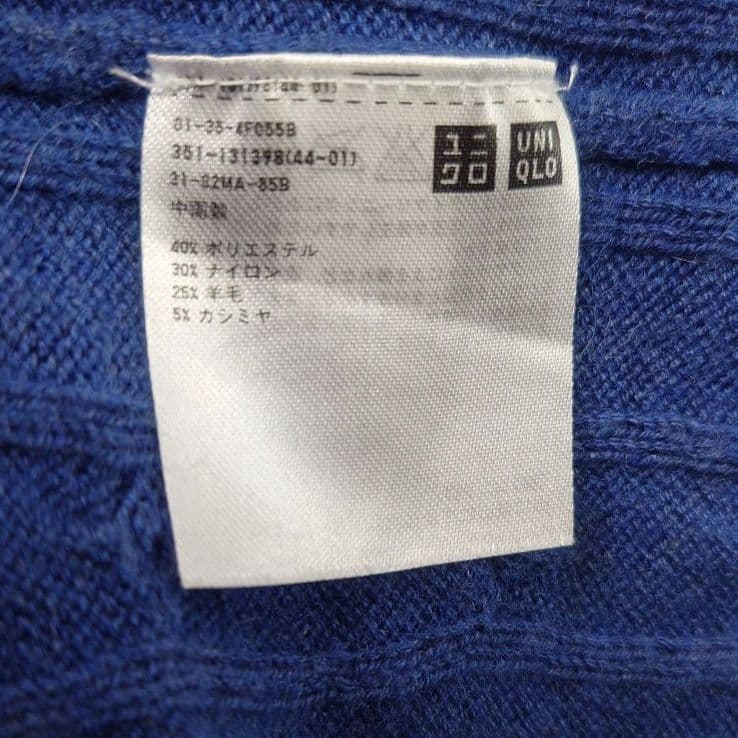 01-35-4F055B
351-131398(44-01)
31-02MA-85B
中国製
40% ポリエステル
30% ナイロン
25% 羊毛
5% カシミヤ
ユニ
クロ
UNI
QLO